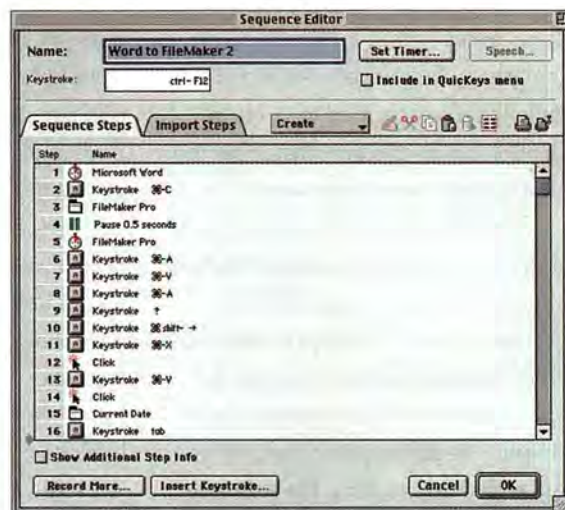 Sequence Editor
Name: Word to FileMaker 2 Set Timer... Speech...
Keystroke: ctrl-F12 Include in QuicKeys menu
Sequence Steps Import Steps Create
Step Name
1 Microsoft Word
2 Keystroke ⌘-C
3 FileMaker Pro
4 Pause 0.5 seconds
5 FileMaker Pro
6 Keystroke ⌘-A
7 Keystroke ⌘-V
8 Keystroke ⌘-A
9 Keystroke
10 Keystroke ⌘ shift- →
11 Keystroke ⌘-X
12 Click
13 Keystroke ⌘-V
14 Click
15 Current Date
16 Keystroke tab
Show Additional Step Info
Record More... Insert Keystroke... Cancel OK